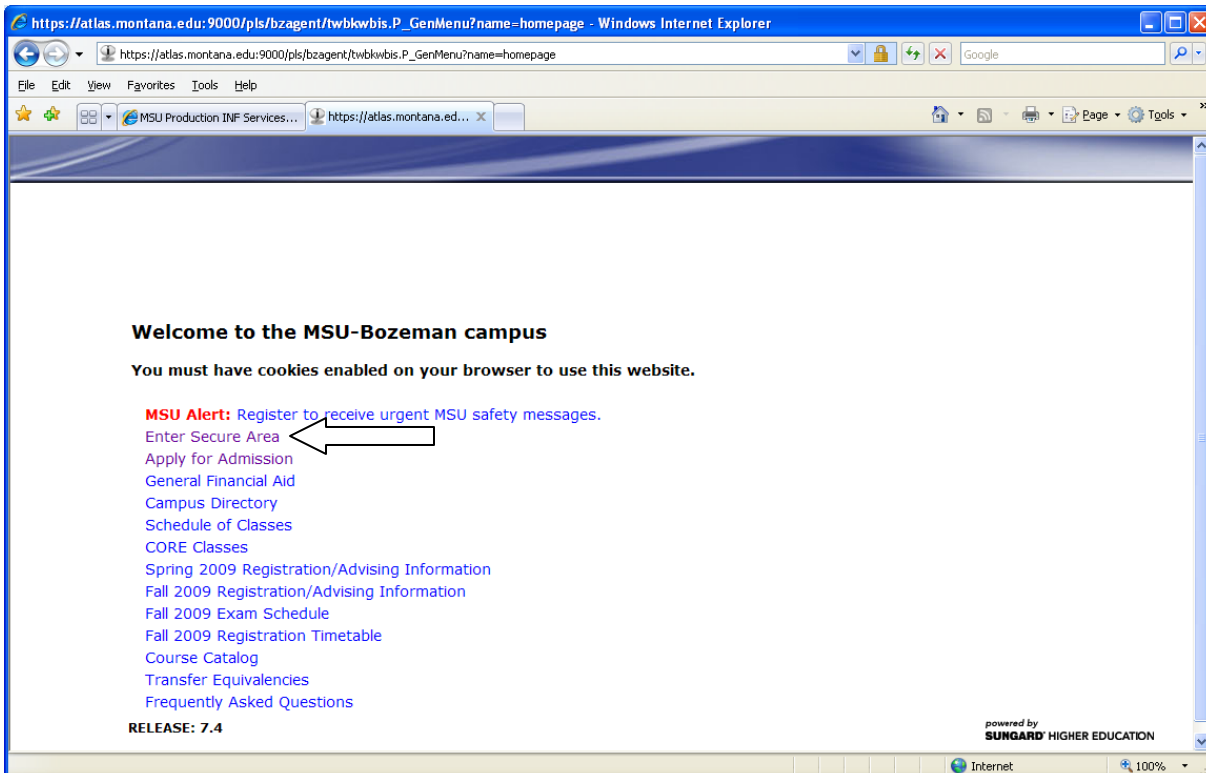 https://atlas.montana.edu:9000/pls/bzagent/twbkwbis.P_GenMenu?name=homepage - Windows Internet Explorer
https://atlas.montana.edu:9000/pls/bzagent/twbkwbis.P_GenMenu?name=homepage
Google
File Edit View Favorites Tools Help
MSU Production INF Services... https://atlas.montana.ed... Page Tools
Welcome to the MSU-Bozeman campus
You must have cookies enabled on your browser to use this website.
MSU Alert: Register to receive urgent MSU safety messages.
Enter Secure Area
Apply for Admission
General Financial Aid
Campus Directory
Schedule of Classes
CORE Classes
Spring 2009 Registration/Advising Information
Fall 2009 Registration/Advising Information
Fall 2009 Exam Schedule
Fall 2009 Registration Timetable
Course Catalog
Transfer Equivalencies
Frequently Asked Questions
RELEASE: 7.4
powered by
SUNGARD' HIGHER EDUCATION
Internet 100%